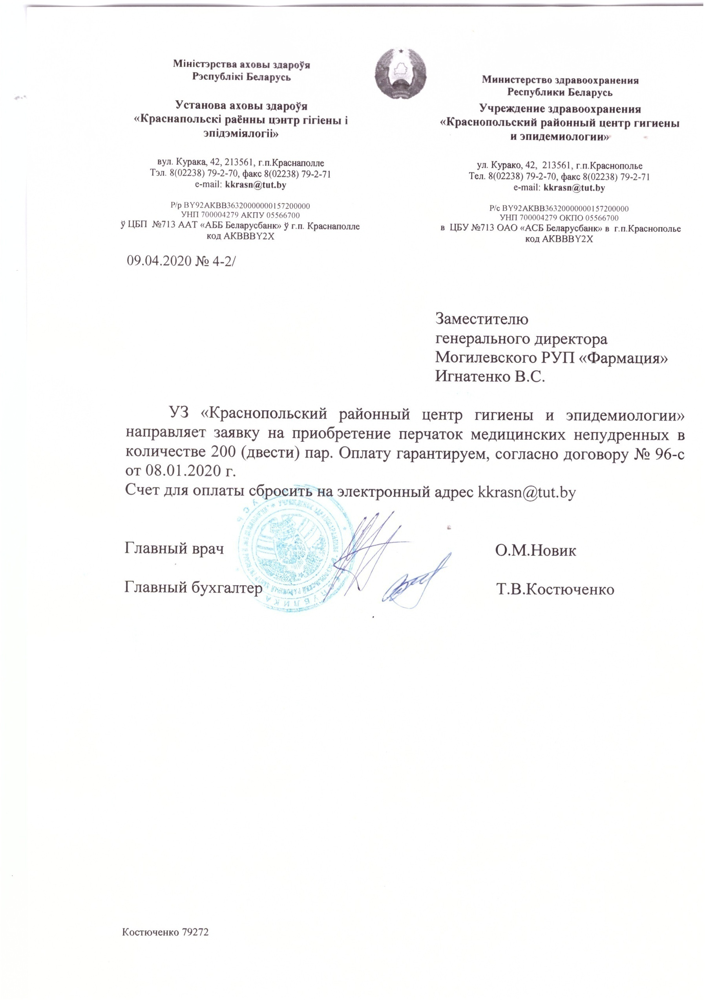 Міністэрства аховы здароўя
Рэспублікі Беларусь
Установа аховы здароўя
«Краснапольскі раённы цэнтр гігіены і
эпідэміялогіі»
вул. Курака, 42, 213561, г.п.Краснаполле
Тэл. 8(02238) 79-2-70, факс 8(02238) 79-2-71
e-mail: kkrasn@tut.by
Р/р BY92AKBB36320000000157200000
УНП 700004279 АКПУ 05566700
ў ЦБП №713 ААТ «АББ Беларусбанк» ў г.п. Краснаполле
код AKBBBY2X
Министерство здравоохранения
Республики Беларусь
Учреждение здравоохранения
«Краснопольский районный центр гигиены
и эпидемиологии»
ул. Курако, 42, 213561, г.п.Краснополье
Тел. 8(02238) 79-2-70, факс 8(02238) 79-2-71
e-mail: kkrasn@tut.by
Р/с BY92AKBB36320000000157200000
УНП 700004279 ОКПО 05566700
в ЦБУ №713 ОАО «АСБ Беларусбанк» в г.п.Краснополье
код AKBBBY2X
09.04.2020 № 4-2/
Заместителю
генерального директора
Могилевского РУП «Фармация»
Игнатенко В.С.
УЗ «Краснопольский районный центр гигиены и эпидемиологии»
направляет заявку на приобретение перчаток медицинских непудренных в
количестве 200 (двести) пар. Оплату гарантируем, согласно договору № 96-с
от 08.01.2020 г.
Счет для оплаты сбросить на электронный адрес kkrasn@tut.by
Главный врач О.М.Новик
Главный бухгалтер Т.В.Костюченко
Костюченко 79272